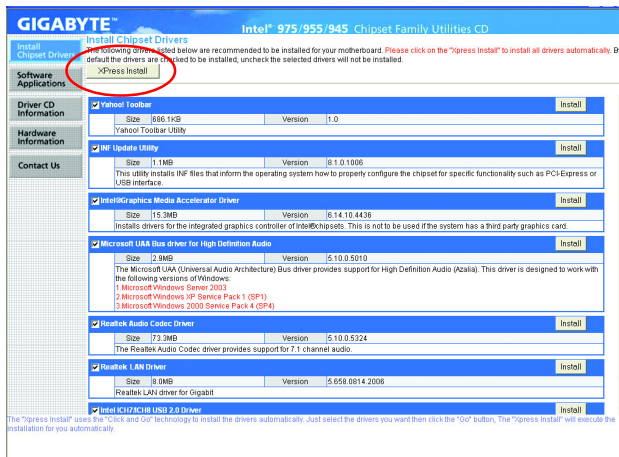 GIGABYTE™
Intel® 975/955/945 Chipset Family Utilities CD
Install Chipset Drivers
Software Applications
Driver CD Information
Hardware Information
Contact Us
Install Chipset Drivers
The following drivers listed below are recommended to be installed for your motherboard. Please click on the "Xpress Install" to install all drivers automatically. By
default the drivers are checked to be installed, uncheck the selected drivers will not be installed.
XPress Install
Yahoo! Toolbar Install
Size 686.1KB Version 1.0
Yahoo! Toolbar Utility
INF Update Utility Install
Size 1.1MB Version 8.1.0.1006
This utility installs INF files that inform the operating system how to properly configure the chipset for specific functionality such as PCI-Express or
USB interface.
Intel®Graphics Media Accelerator Driver Install
Size 15.3MB Version 6.14.10.4436
Installs drivers for the integrated graphics controller of Intel®chipsets. This is not to be used if the system has a third party graphics card.
Microsoft UAA Bus driver for High Definition Audio Install
Size 2.9MB Version 5.10.0.5010
The Microsoft UAA (Universal Audio Architecture) Bus driver provides support for High Definition Audio (Azalia). This driver is designed to work with
the following versions of Windows:
1.Microsoft Windows Server 2003
2.Microsoft Windows XP Service Pack 1 (SP1)
3.Microsoft Windows 2000 Service Pack 4 (SP4)
Realtek Audio Codec Driver Install
Size 73.3MB Version 5.10.0.5324
The Realtek Audio Codec driver provides support for 7.1 channel audio.
Realtek LAN Driver Install
Size 8.0MB Version 5.658.0814.2006
Realtek LAN driver for Gigabit
Intel ICH7/ICH8 USB 2.0 Driver Install
The "Xpress Install" uses the "Click and Go" technology to install the drivers automatically. Just select the drivers you want then click the "Go" button, The "Xpress Install" will execute the
installation for you automatically.